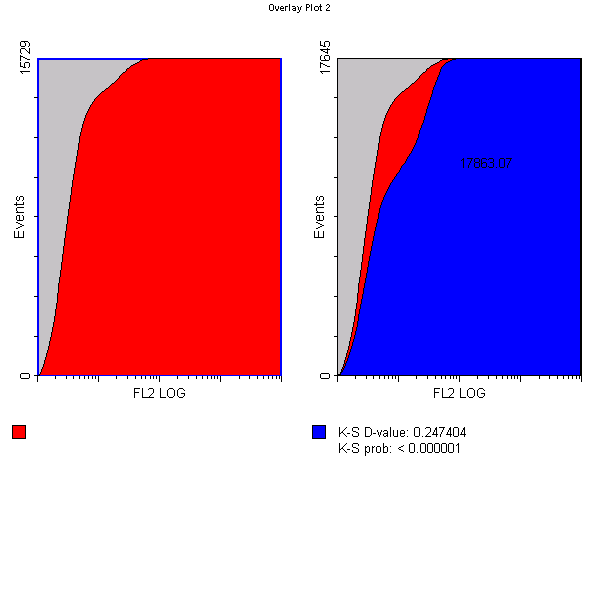 Overlay Plot 2
15729
Events
0
FL2 LOG
17645
Events
0
FL2 LOG
K-S D-value: 0.247404
K-S prob: < 0.000001